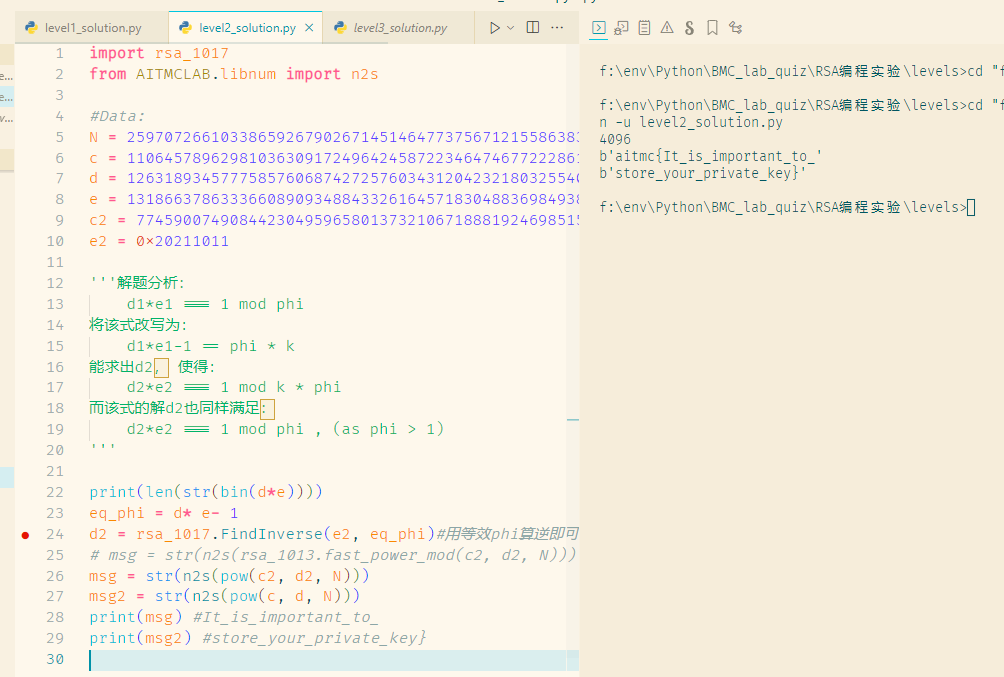 level1_solution.py level2_solution.py level3_solution.py
1 import rsa_1017
2 from AITMCLAB.libnum import n2s
3
4 #Data:
5 N = 2597072661033865926790267145146477375671215586383
6 c = 11064578962981036309172496424587223464746772228 61
7 d = 12631893457775857606874272576034312042321803255 40
8 e = 13186637863336608909348843326164571830488369849 38
9 c2 = 7745900749084423049596580137321067188819246985 15
10 e2 = 0×20211011
11
12 '''解题分析:
13 d1*e1 === 1 mod phi
14 将该式改写为:
15 d1*e1-1 == phi * k
16 能求出d2，使得:
17 d2*e2 === 1 mod k * phi
18 而该式的解d2也同样满足：
19 d2*e2 === 1 mod phi , (as phi > 1)
20 '''
21
22 print(len(str(bin(d*e))))
23 eq_phi = d* e- 1
24 d2 = rsa_1017.FindInverse(e2, eq_phi)#用等效phi算逆即可
25 # msg = str(n2s(rsa_1013.fast_power_mod(c2, d2, N)))
26 msg = str(n2s(pow(c2, d2, N)))
27 msg2 = str(n2s(pow(c, d, N)))
28 print(msg) #It_is_important_to_
29 print(msg2) #store_your_private_key}
30
f:\env\Python\BMC_lab_quiz\RSA编程实验\levels>cd "f
f:\env\Python\BMC_lab_quiz\RSA编程实验\levels>cd "f
n -u level2_solution.py
4096
b'aitmc{It_is_important_to_'
b'store_your_private_key}'
f:\env\Python\BMC_lab_quiz\RSA编程实验\levels>